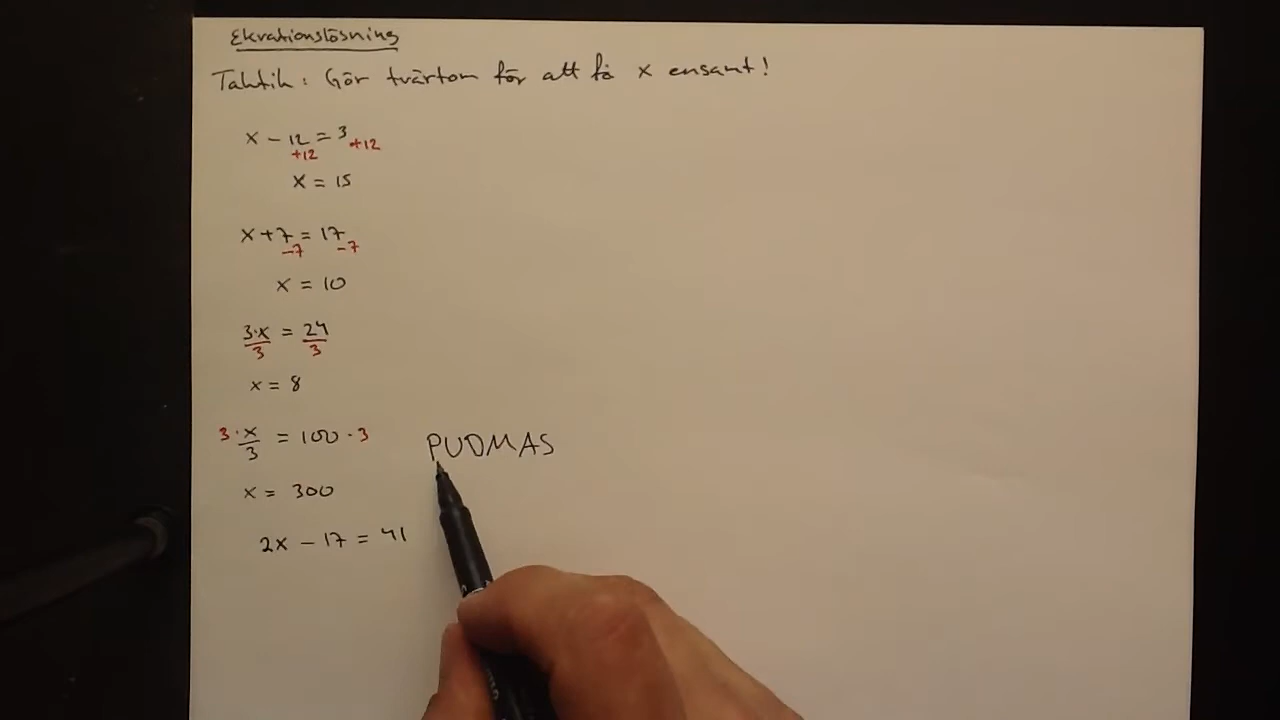 Ekvationslösning
Taktik: Gör tvärtom för att få x ensamt!
x - 12 = 3
+12 +12
x = 15
x + 7 = 17
-7 -7
x = 10
3·x/3 = 24/3
x = 8
3 · x/3 = 100 · 3
PUDMAS
x = 300
2x - 17 = 41